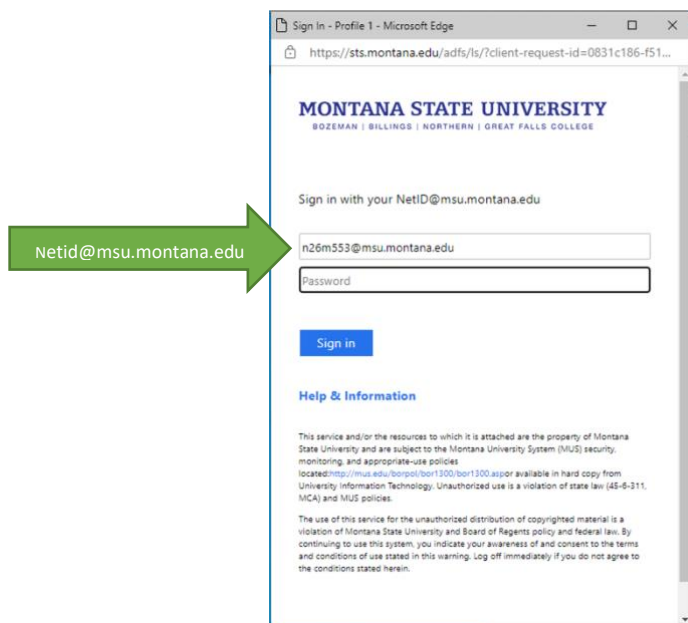 Sign In - Profile 1 - Microsoft Edge
https://sts.montana.edu/adfs/ls/?client-request-id=0831c186-f51...
MONTANA STATE UNIVERSITY
BOZEMAN | BILLINGS | NORTHERN | GREAT FALLS COLLEGE
Sign in with your NetID@msu.montana.edu
Netid@msu.montana.edu
n26m553@msu.montana.edu
Password
Sign in
Help & Information
This service and/or the resources to which it is attached are the property of Montana
State University and are subject to the Montana University System (MUS) security,
monitoring, and appropriate-use policies
located:http://mus.edu/borpol/bor1300/bor1300.aspor available in hard copy from
University Information Technology. Unauthorized use is a violation of state law (45-6-311,
MCA) and MUS policies.
The use of this service for the unauthorized distribution of copyrighted material is a
violation of Montana State University and Board of Regents policy and federal law. By
continuing to use this system, you indicate your awareness of and consent to the terms
and conditions of use stated in this warning. Log off immediately if you do not agree to
the conditions stated herein.